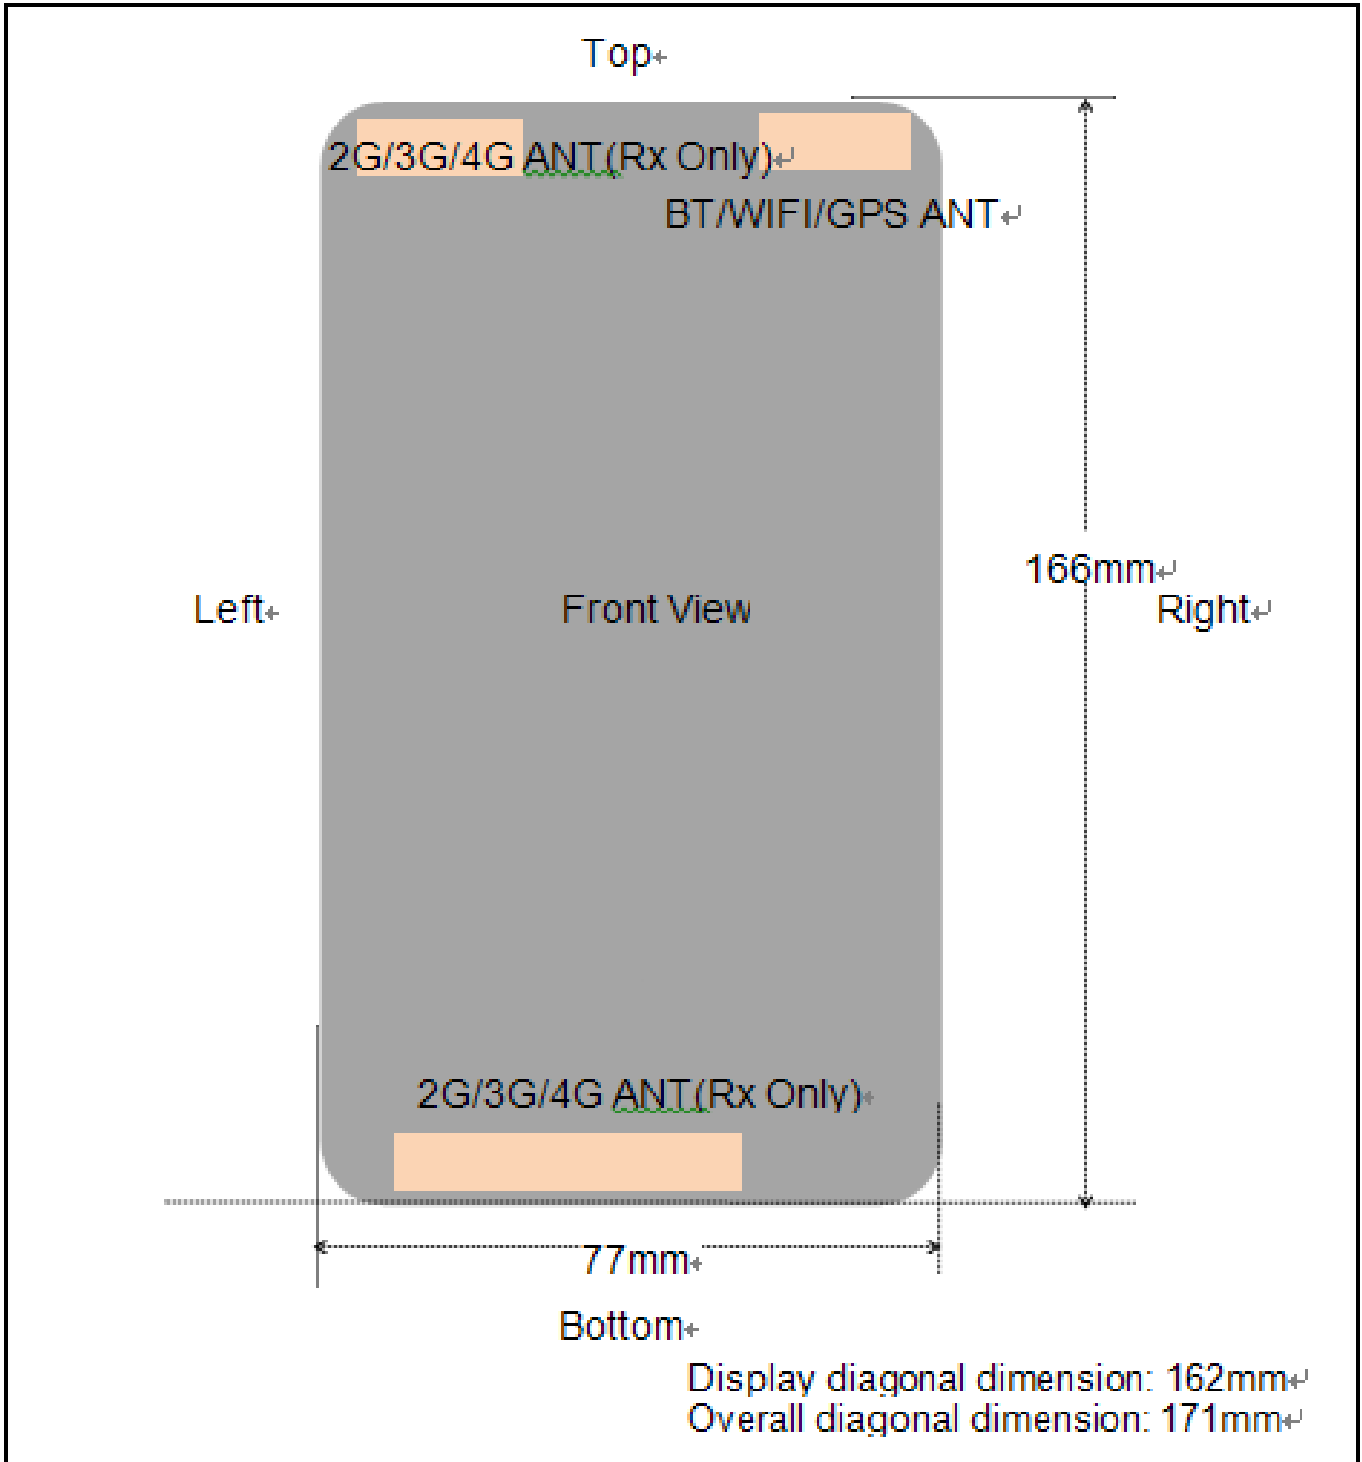 Top
2G/3G/4G ANT(Rx Only)
BT/WIFI/GPS ANT
166mm
Left
Front View
Right
2G/3G/4G ANT(Rx Only)
77mm
Bottom
Display diagonal dimension: 162mm
Overall diagonal dimension: 171mm